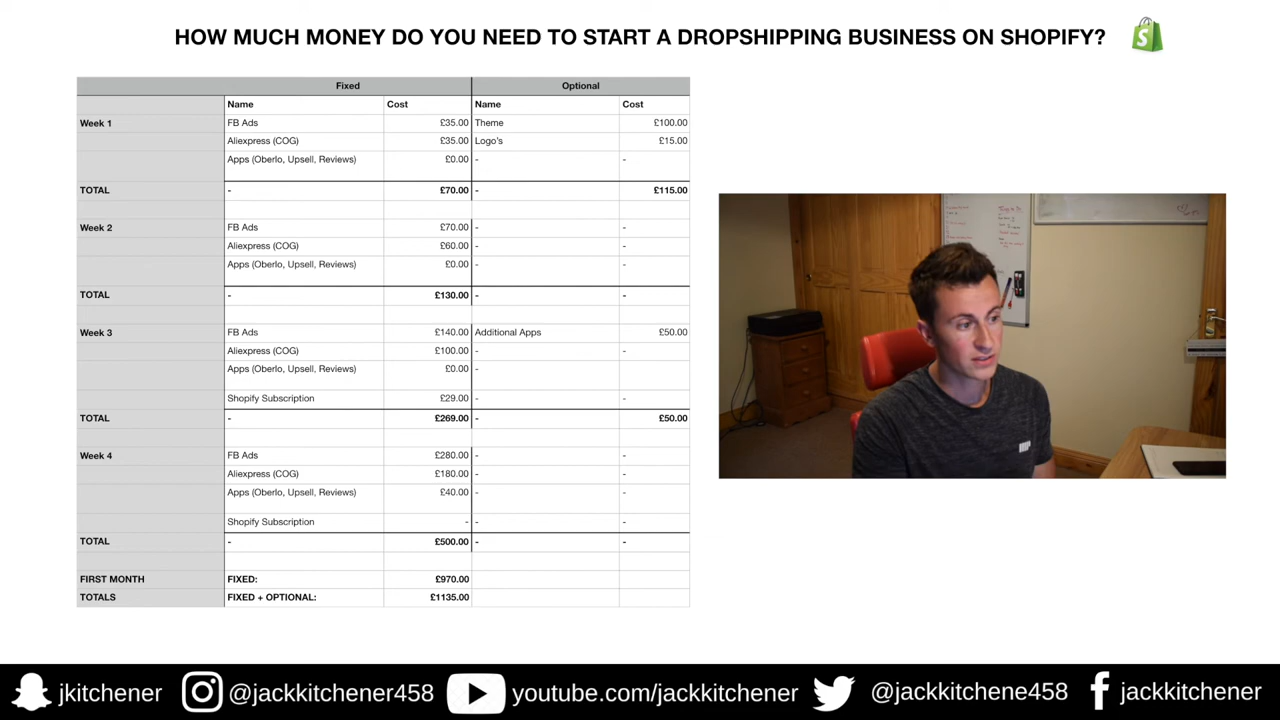 HOW MUCH MONEY DO YOU NEED TO START A DROPSHIPPING BUSINESS ON SHOPIFY?
Fixed Optional
Name Cost Name Cost
Week 1 FB Ads £35.00 Theme £100.00
Aliexpress (COG) £35.00 Logo's £15.00
Apps (Oberlo, Upsell, Reviews) £0.00 - -
TOTAL - £70.00 - £115.00
Week 2 FB Ads £70.00 - -
Aliexpress (COG) £60.00 - -
Apps (Oberlo, Upsell, Reviews) £0.00 - -
TOTAL - £130.00 - -
Week 3 FB Ads £140.00 Additional Apps £50.00
Aliexpress (COG) £100.00 - -
Apps (Oberlo, Upsell, Reviews) £0.00 - -
Shopify Subscription £29.00 - -
TOTAL - £269.00 - £50.00
Week 4 FB Ads £280.00 - -
Aliexpress (COG) £180.00 - -
Apps (Oberlo, Upsell, Reviews) £40.00 - -
Shopify Subscription - - -
TOTAL - £500.00 - -
FIRST MONTH FIXED: £970.00
TOTALS FIXED + OPTIONAL: £1135.00
jkitchener @jackkitchener458 youtube.com/jackkitchener @jackkitchene458 jackkitchener